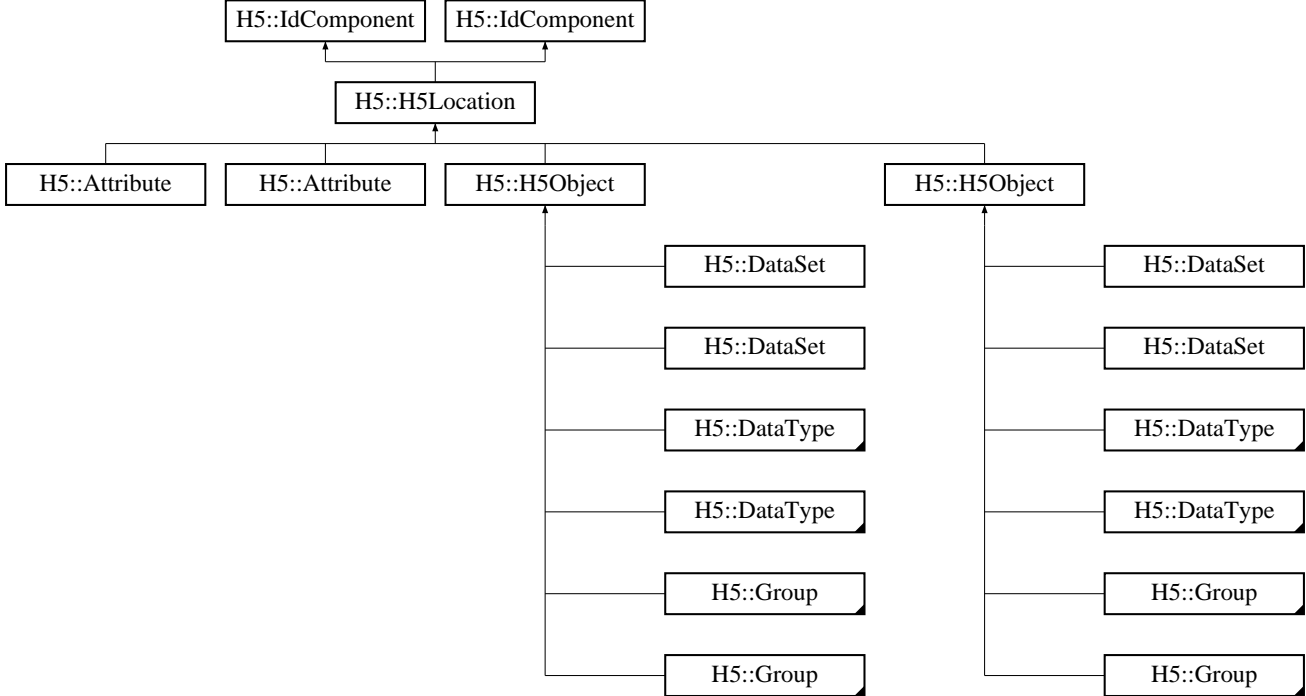 H5::IdComponent H5::IdComponent
H5::H5Location
H5::Attribute H5::Attribute H5::H5Object H5::H5Object
H5::DataSet H5::DataSet
H5::DataSet H5::DataSet
H5::DataType H5::DataType
H5::DataType H5::DataType
H5::Group H5::Group
H5::Group H5::Group